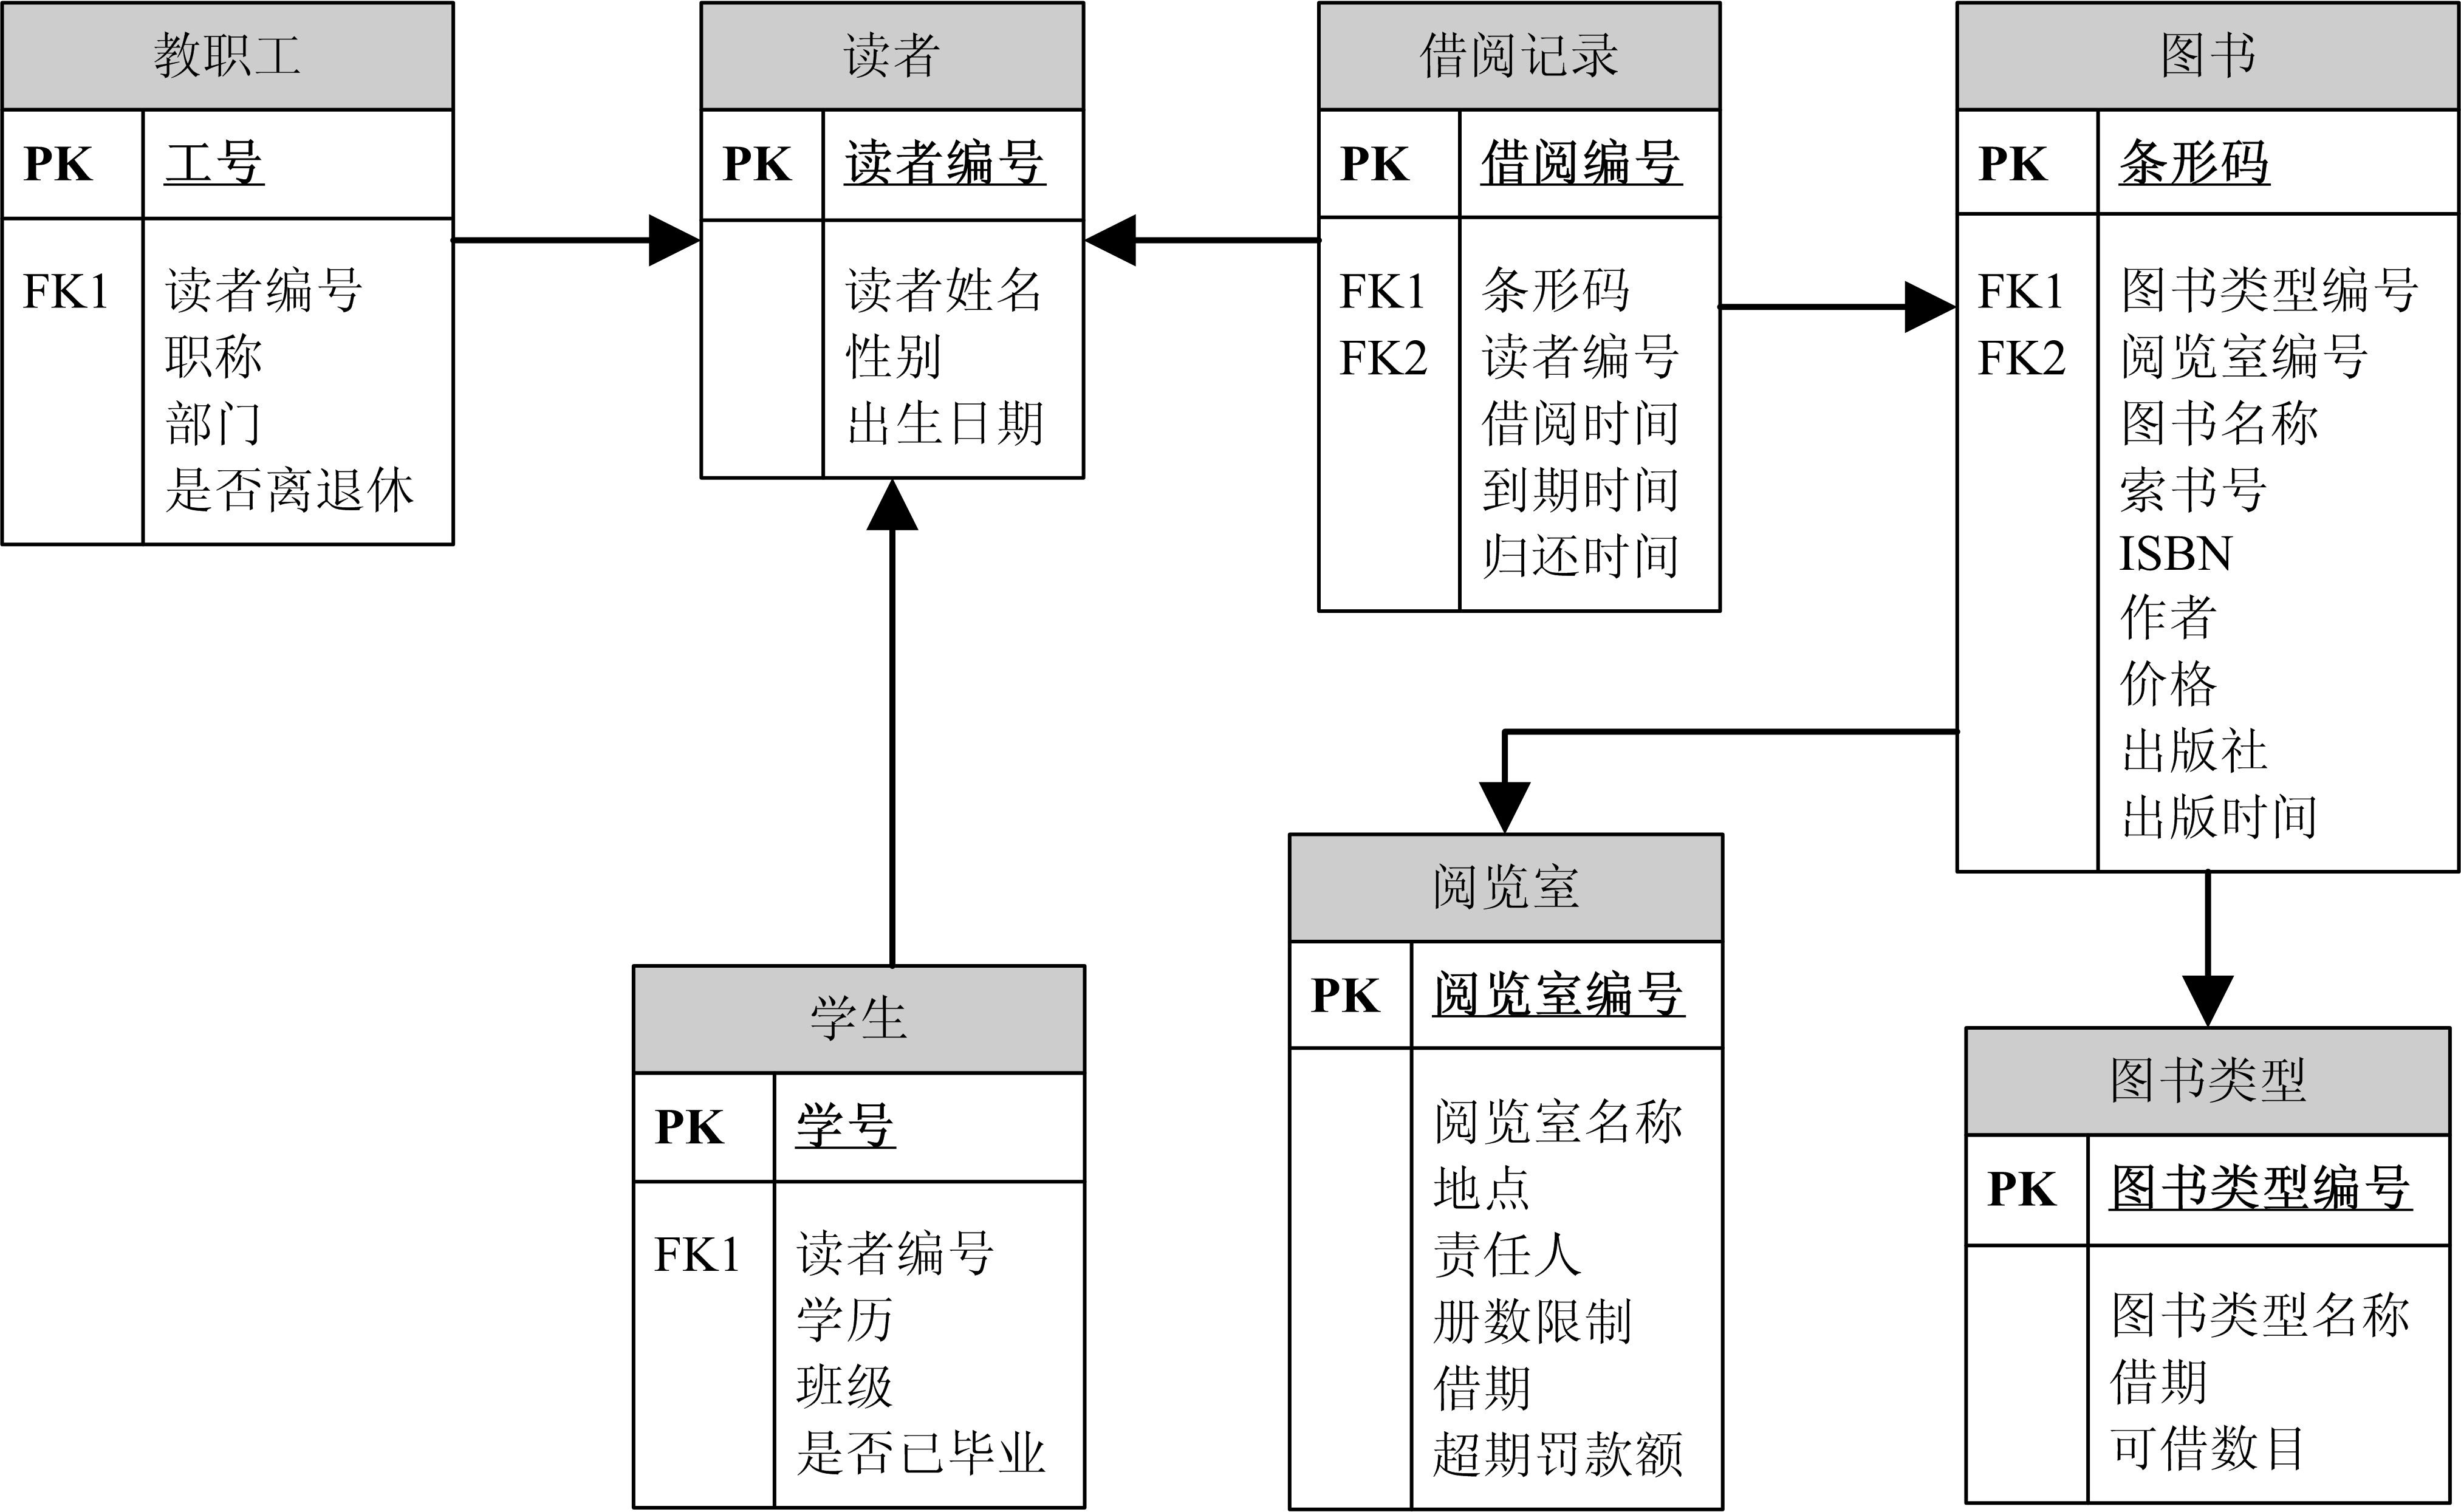 教职工
PK 工号
FK1 读者编号
职称
部门
是否离退休
读者
PK 读者编号
读者姓名
性别
出生日期
借阅记录
PK 借阅编号
FK1 条形码
FK2 读者编号
借阅时间
到期时间
归还时间
图书
PK 条形码
FK1 图书类型编号
FK2 阅览室编号
图书名称
索书号
ISBN
作者
价格
出版社
出版时间
学生
PK 学号
FK1 读者编号
学历
班级
是否已毕业
阅览室
PK 阅览室编号
阅览室名称
地点
责任人
册数限制
借期
超期罚款额
图书类型
PK 图书类型编号
图书类型名称
借期
可借数目